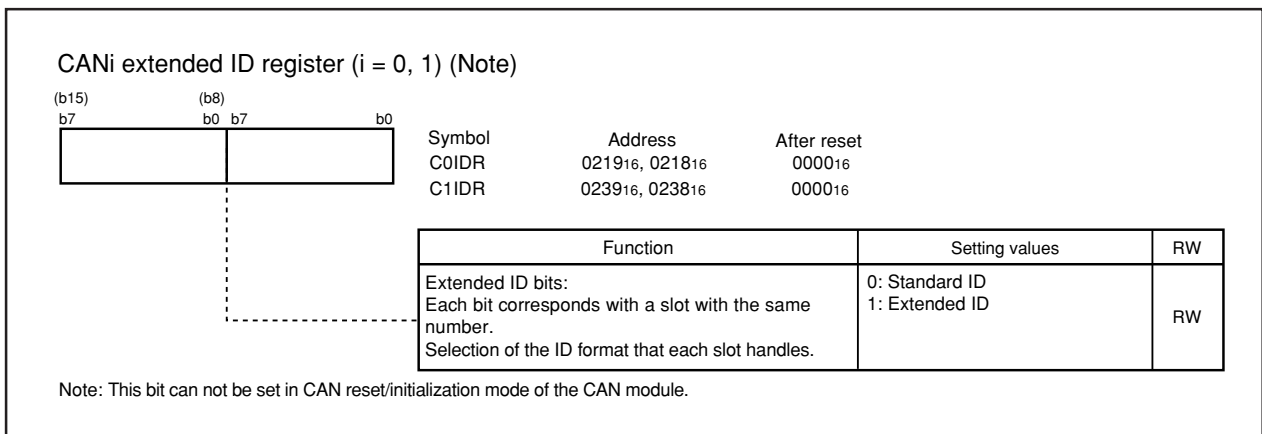 CANi extended ID register (i = 0, 1) (Note)
(b15) (b8)
b7 b0 b7 b0
Symbol Address After reset
C0IDR 021916, 021816 000016
C1IDR 023916, 023816 000016
Function Setting values RW
Extended ID bits: 0: Standard ID
Each bit corresponds with a slot with the same 1: Extended ID
number. RW
Selection of the ID format that each slot handles.
Note: This bit can not be set in CAN reset/initialization mode of the CAN module.